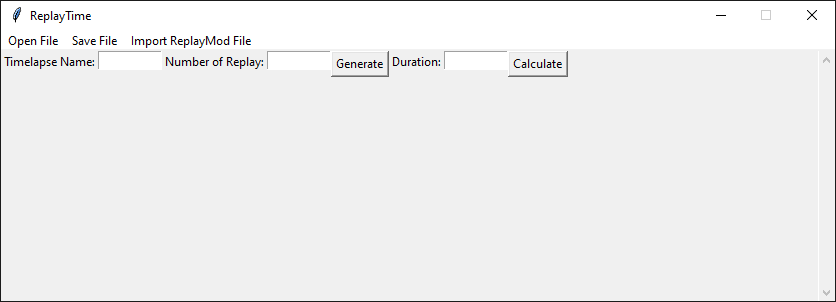 ReplayTime
Open File Save File Import ReplayMod File
Timelapse Name: Number of Replay: Generate Duration: Calculate